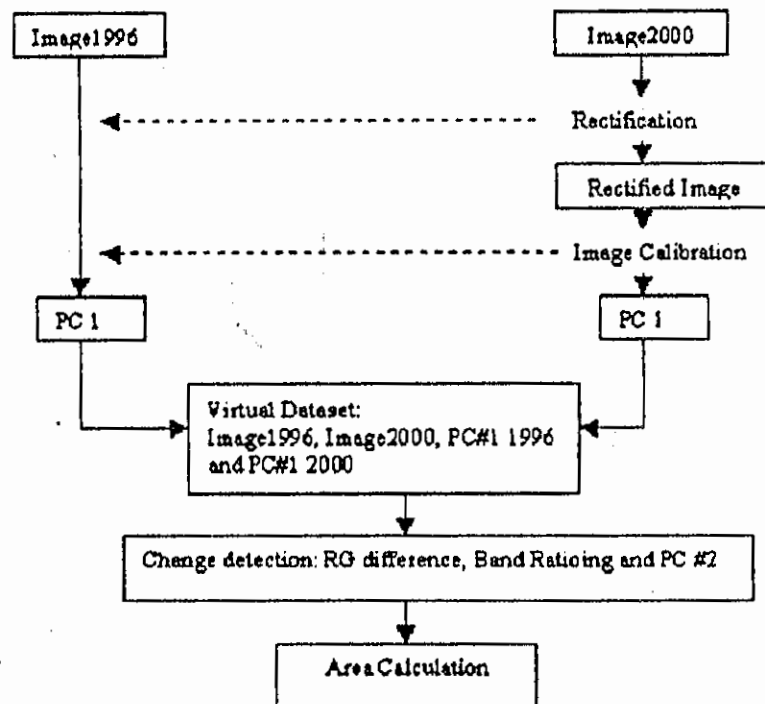 Image1996
Image2000
Rectification
Rectified Image
Image Calibration
PC 1
PC 1
Virtual Dataset:
Image1996, Image2000, PC#1 1996
and PC#1 2000
Change detection: RG difference, Band Ratioing and PC #2
Area Calculation